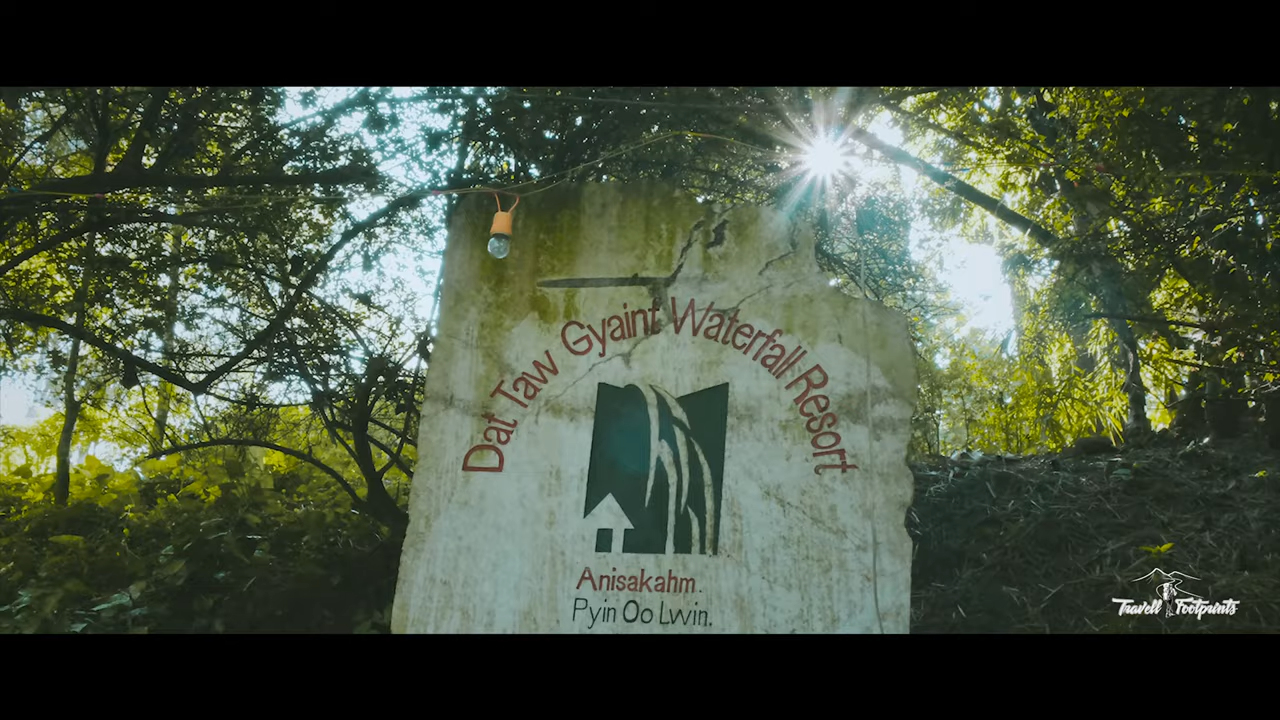 Dat Taw Gyaint Waterfall Resort
Anisakahm.
Pyin Oo Lwin.
Travell Footprints